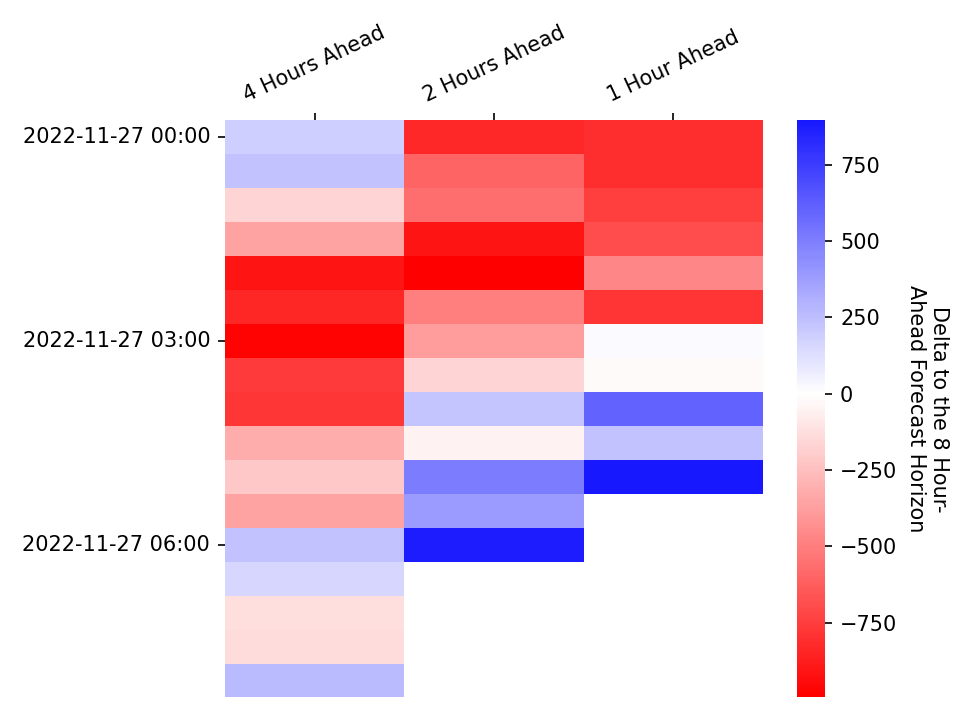 4 Hours Ahead
2 Hours Ahead
1 Hour Ahead
2022-11-27 00:00
2022-11-27 03:00
2022-11-27 06:00
750
500
250
0
−250
−500
−750
Delta to the 8 Hour-
Ahead Forecast Horizon